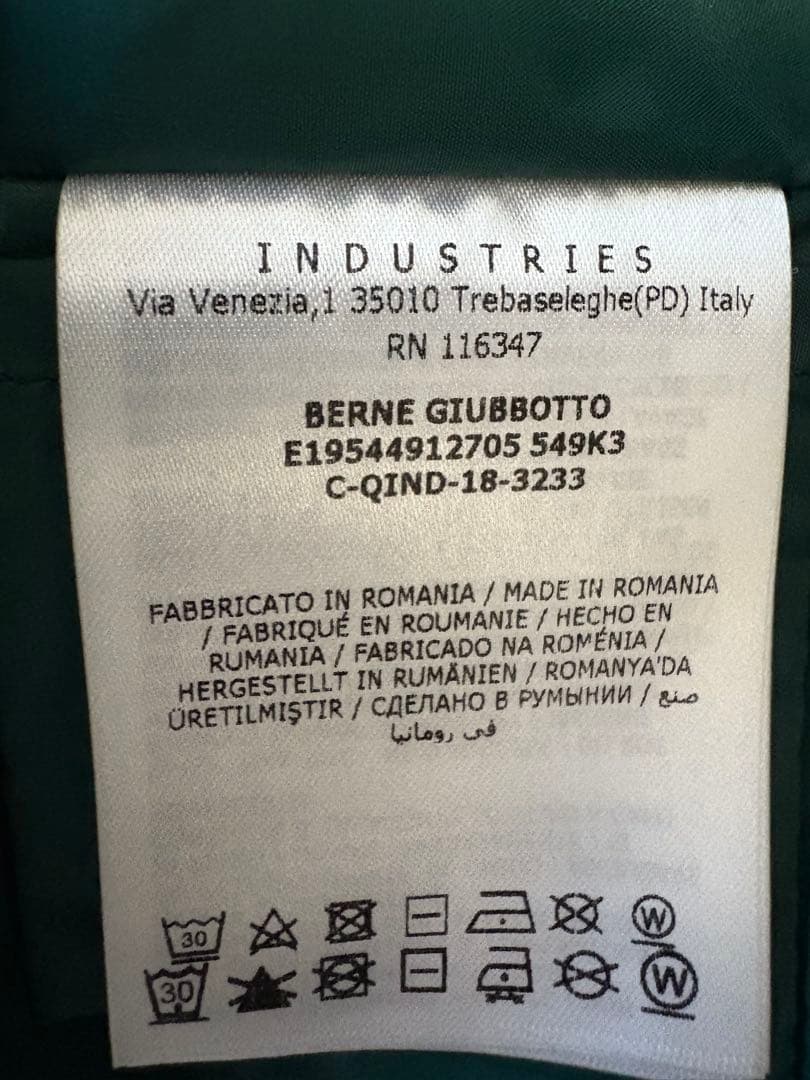 INDUSTRIES
Via Venezia,1 35010 Trebaseleghe(PD) Italy
RN 116347
BERNE GIUBBOTTO
E19544912705 549K3
C-QIND-18-3233
FABBRICATO IN ROMANIA / MADE IN ROMANIA
/ FABRIQUÉ EN ROUMANIE / HECHO EN
RUMANIA / FABRICADO NA ROMÉNIA /
HERGESTELLT IN RUMÄNIEN / ROMANYA'DA
ÜRETILMIŞTIR / СДЕЛАНО В РУМЫНИИ / صنع
فى رومانيا
30 W
30 W